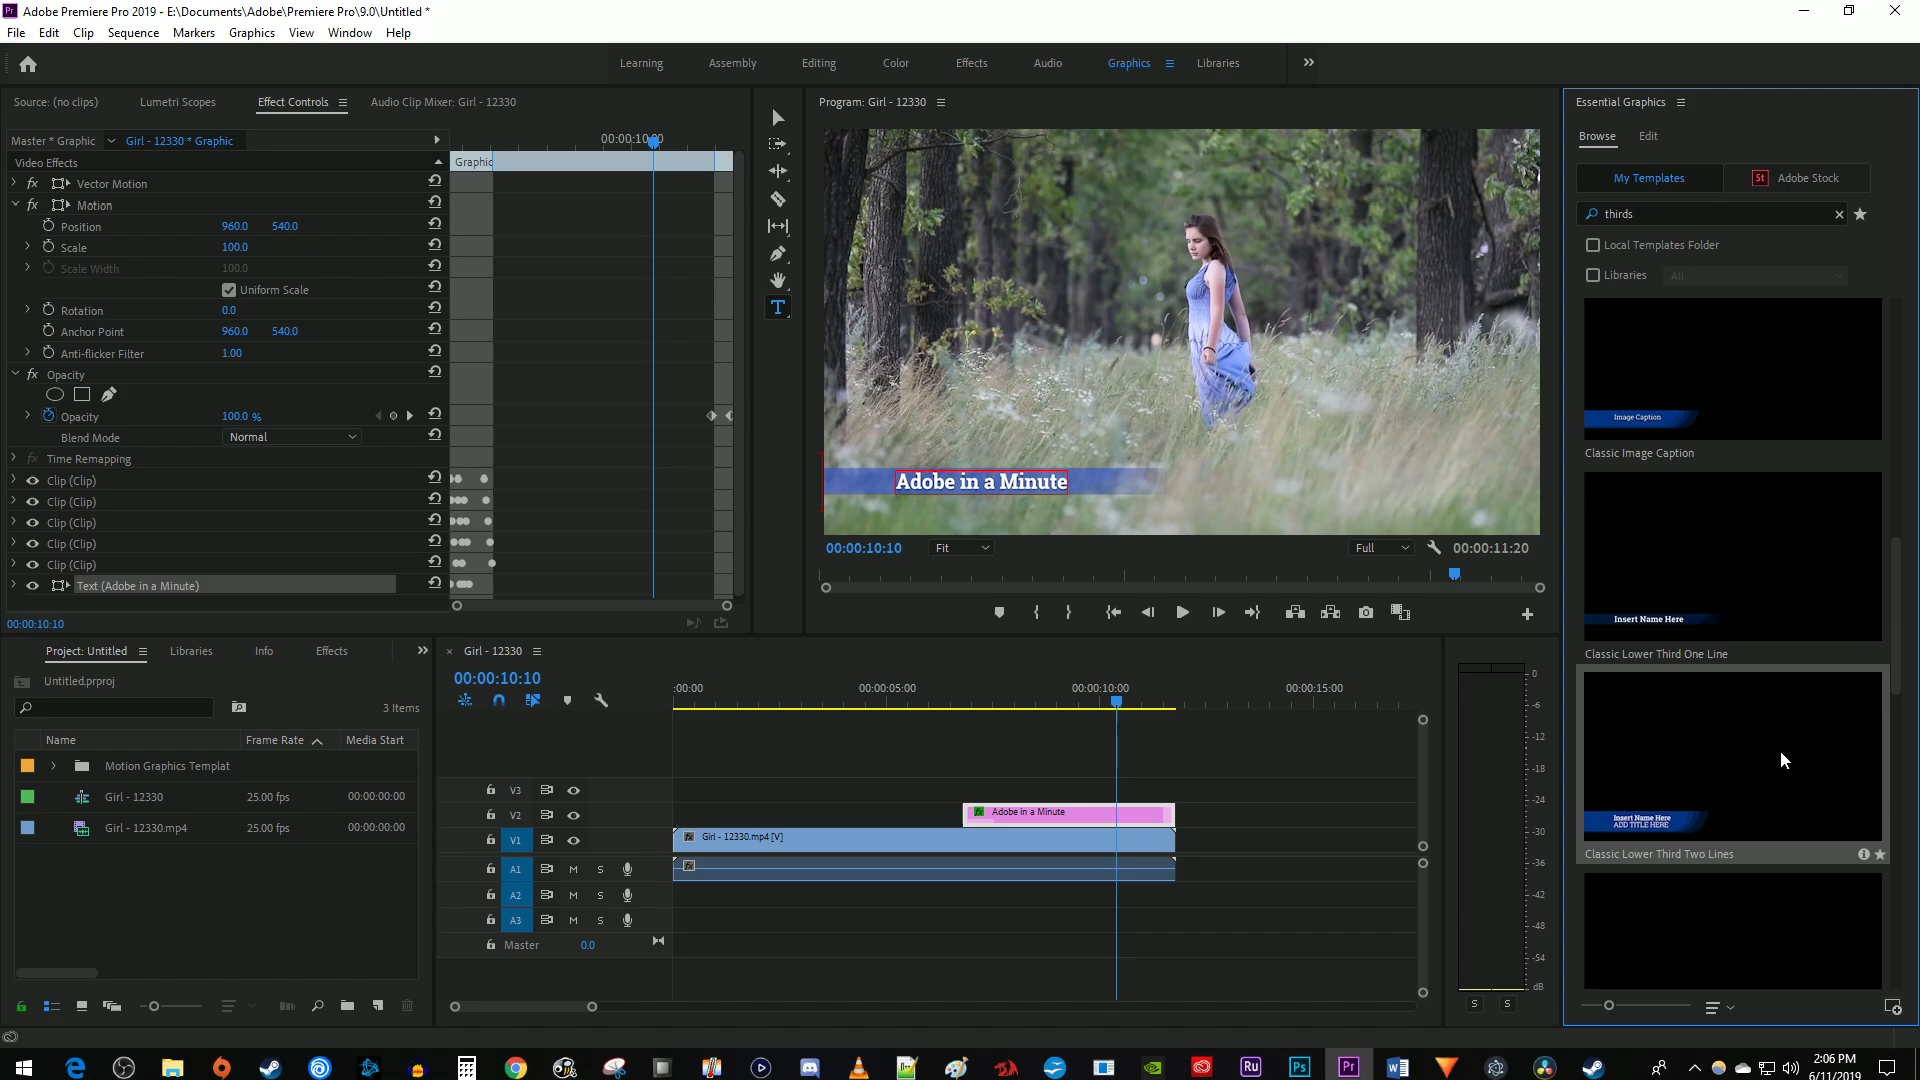 Adobe Premiere Pro 2019 - E:\Documents\Adobe\Premiere Pro\9.0\Untitled *
File Edit Clip Sequence Markers Graphics View Window Help
Learning Assembly Editing Color Effects Audio Graphics Libraries
Source: (no clips) Lumetri Scopes Effect Controls Audio Clip Mixer: Girl - 12330
Master * Graphic Girl - 12330 * Graphic
00:00:10:00
Video Effects
Graphic
fx Vector Motion
fx Motion
Position 960.0 540.0
Scale 100.0
Scale Width 100.0
Uniform Scale
Rotation 0.0
Anchor Point 960.0 540.0
Anti-flicker Filter 1.00
fx Opacity
Opacity 100.0 %
Blend Mode Normal
fx Time Remapping
Clip (Clip)
Clip (Clip)
Clip (Clip)
Clip (Clip)
Clip (Clip)
Text (Adobe in a Minute)
00:00:10:10
Program: Girl - 12330
Adobe in a Minute
00:00:10:10 Fit Full 00:00:11:20
Essential Graphics
Browse Edit
My Templates St Adobe Stock
thirds
Local Templates Folder
Libraries All
Image Caption
Classic Image Caption
Insert Name Here
Classic Lower Third One Line
Insert Name Here
ADD TITLE HERE
Classic Lower Third Two Lines
Project: Untitled Libraries Info Effects
Untitled.prproj
3 Items
Name Frame Rate Media Start
Motion Graphics Templat
Girl - 12330 25.00 fps 00:00:00:00
Girl - 12330.mp4 25.00 fps 00:00:00:00
Girl - 12330
00:00:10:10
:00:00 00:00:05:00 00:00:10:00 00:00:15:00
V3
V2 fx Adobe in a Minute
V1 fx Girl - 12330.mp4 [V]
A1 M S fx
A2 M S
A3 M S
Master 0.0
0
-6
-12
-18
-24
-30
-36
-42
-48
-54
dB
S S
Ru Ps Pr
2:06 PM
6/11/2019